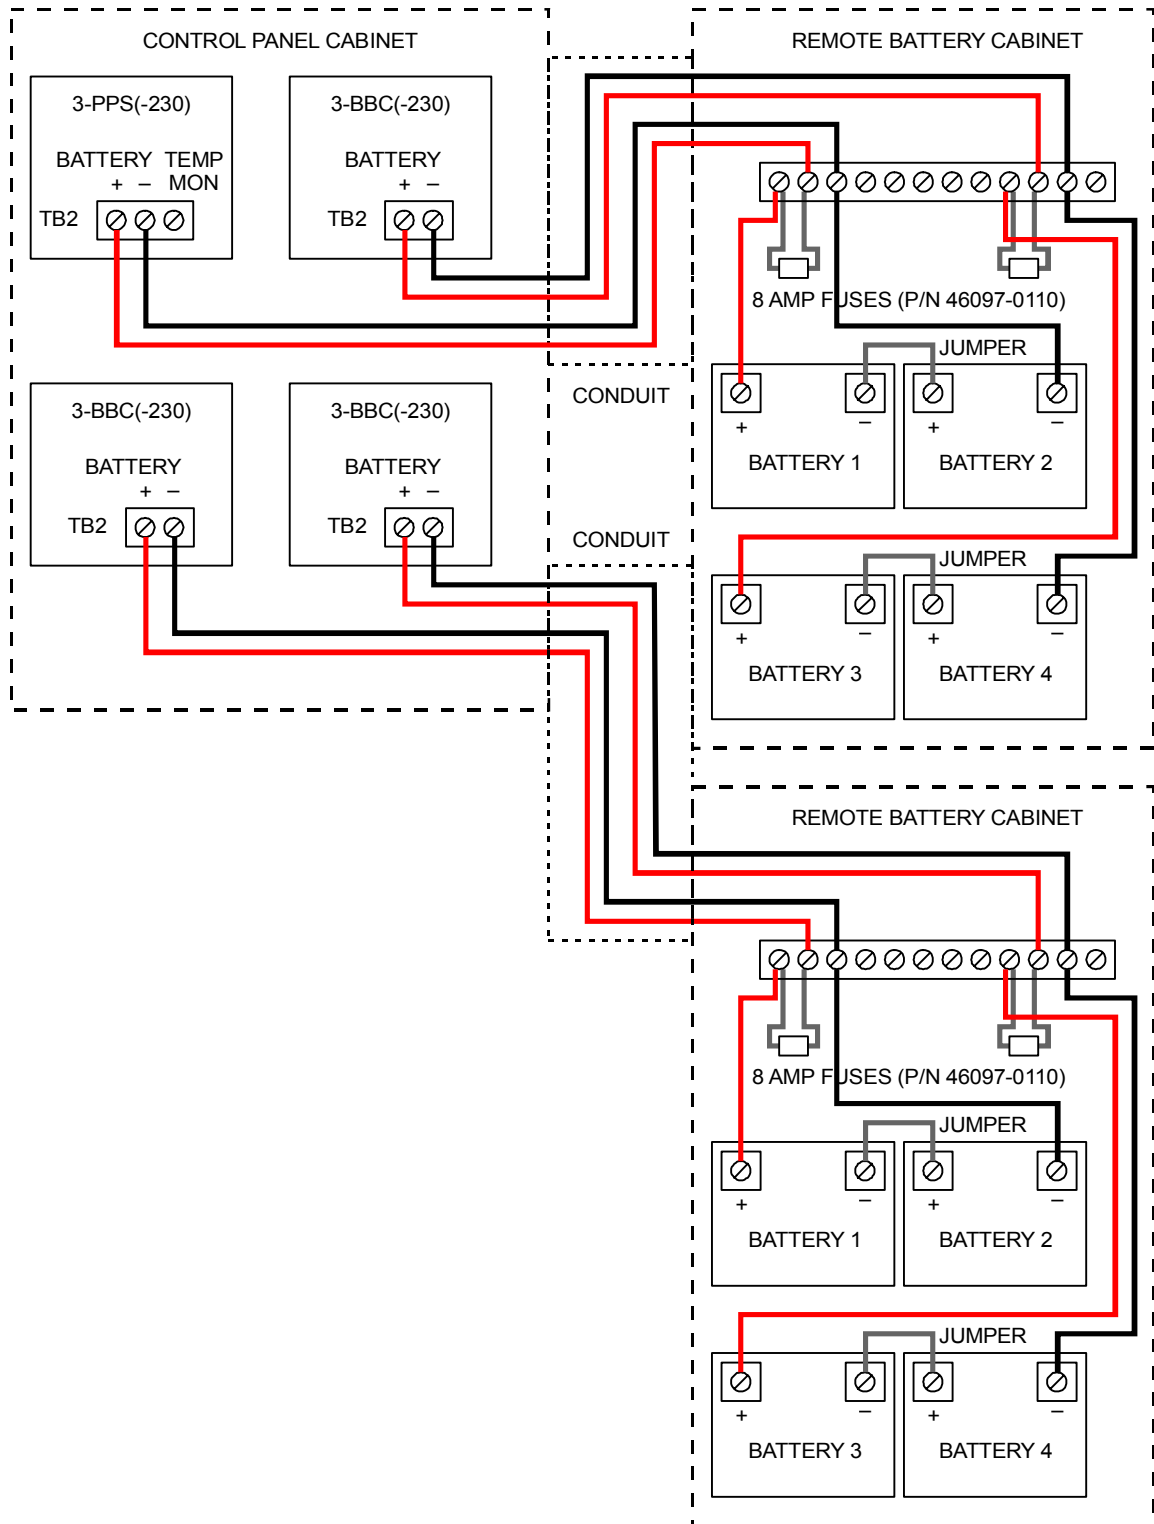 CONTROL PANEL CABINET
REMOTE BATTERY CABINET
3-PPS(-230)
BATTERY TEMP
+ – MON
TB2
3-BBC(-230)
BATTERY
+ –
TB2
8 AMP FUSES (P/N 46097-0110)
JUMPER
+ – + –
BATTERY 1
BATTERY 2
CONDUIT
3-BBC(-230)
BATTERY
+ –
TB2
3-BBC(-230)
BATTERY
+ –
TB2
CONDUIT
JUMPER
+ – + –
BATTERY 3
BATTERY 4
REMOTE BATTERY CABINET
8 AMP FUSES (P/N 46097-0110)
JUMPER
+ – + –
BATTERY 1
BATTERY 2
JUMPER
+ – + –
BATTERY 3
BATTERY 4